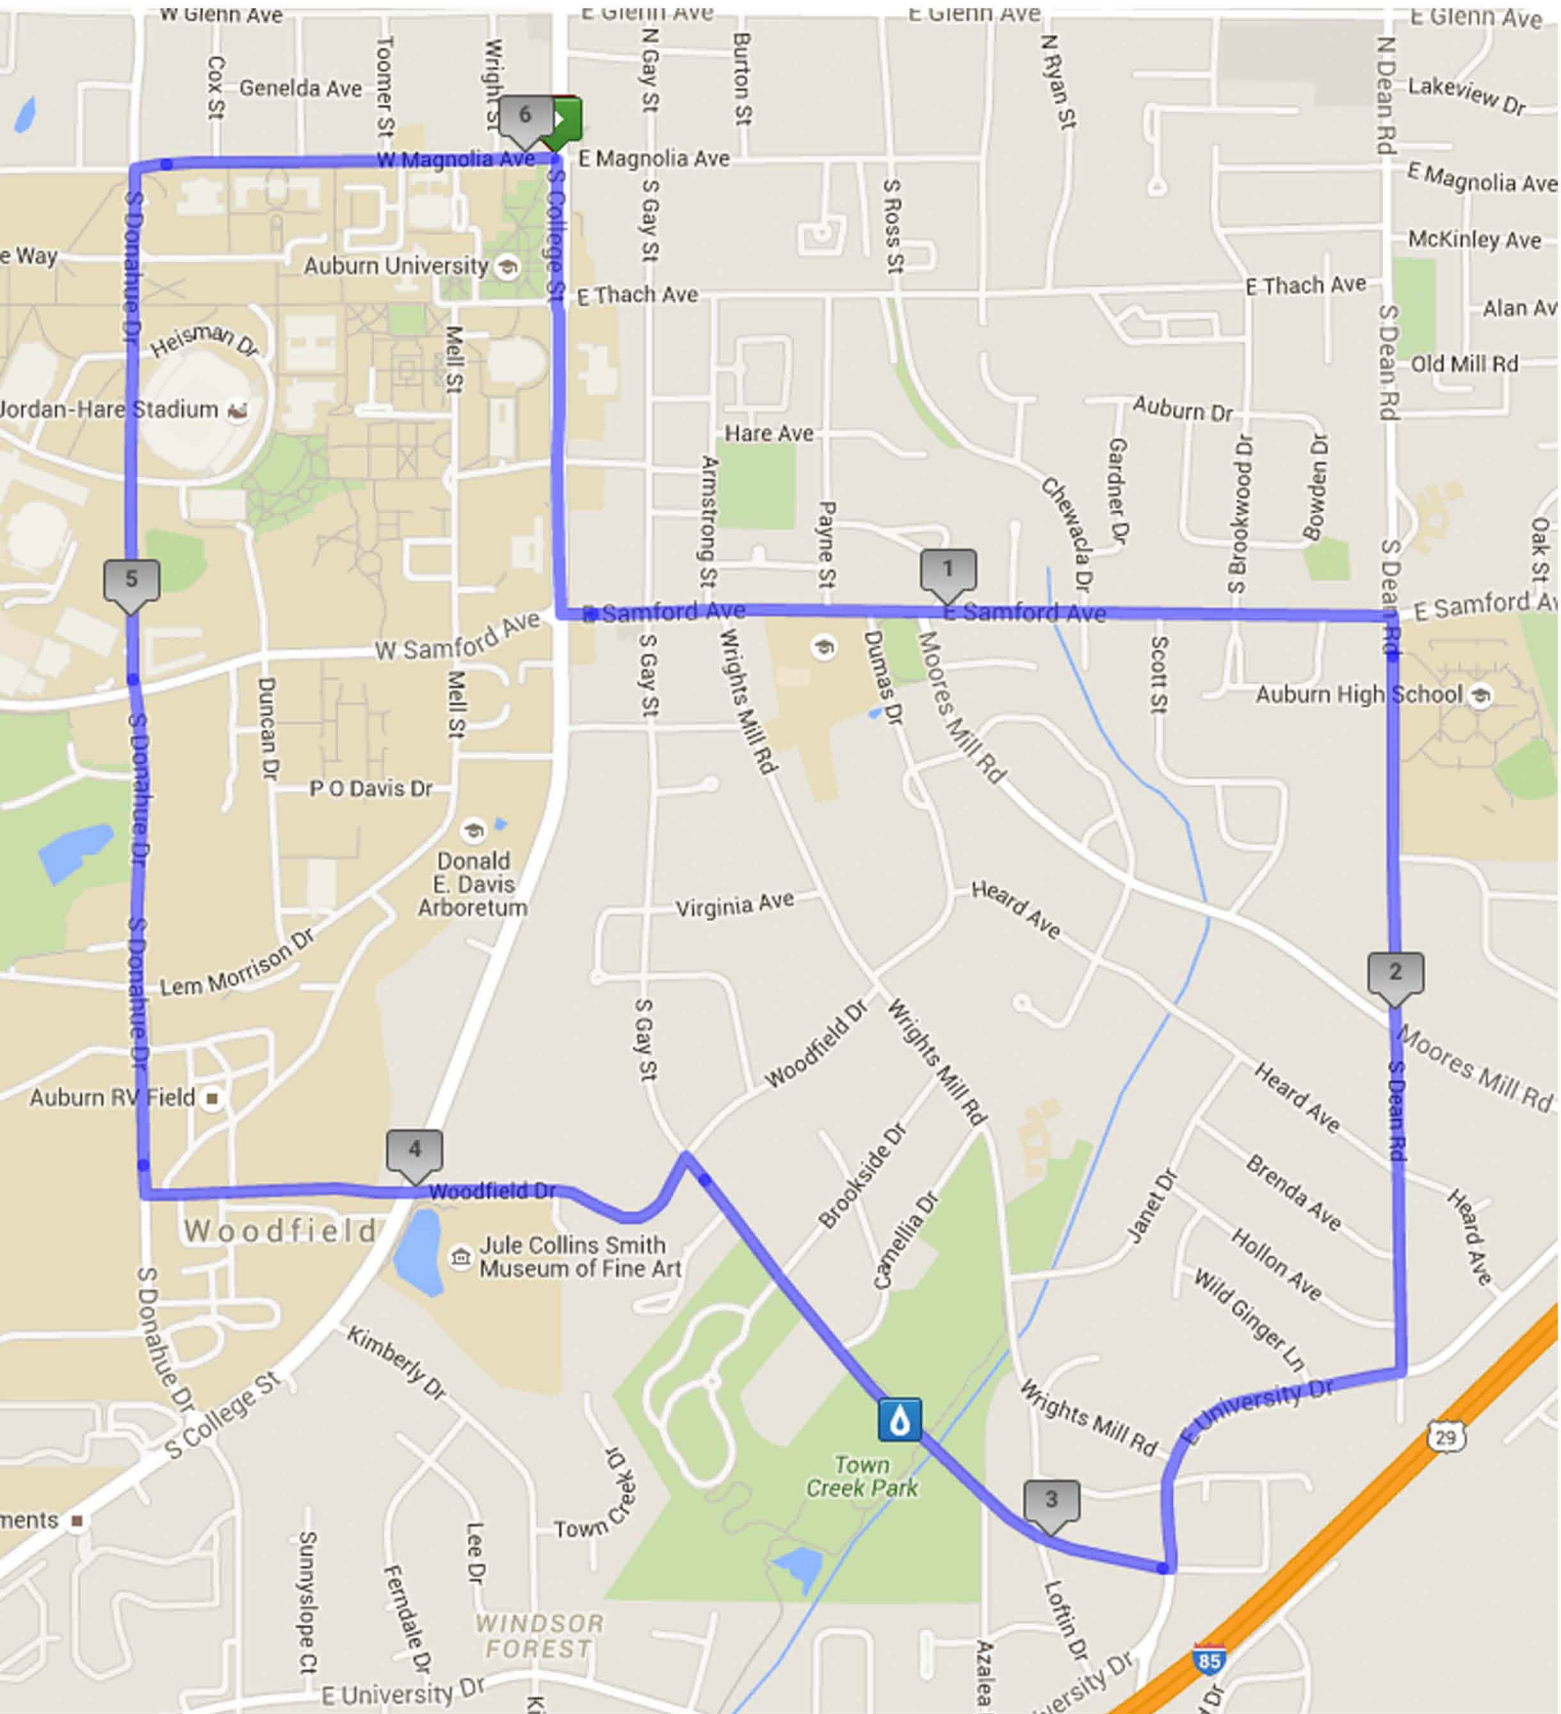 W Glenn Ave
E Glenn Ave
E Glenn Ave
E Glenn Ave
Cox St
Genelda Ave
Toomer St
Wright St
N Gay St
Burton St
N Ryan St
N Dean Rd
Lakeview Dr
6
W Magnolia Ave
E Magnolia Ave
E Magnolia Ave
S Donahue Dr
S College St
S Gay St
S Ross St
McKinley Ave
e Way
Auburn University
E Thach Ave
E Thach Ave
Alan Av
Heisman Dr
Mell St
S Dean Rd
Old Mill Rd
Jordan-Hare Stadium
Auburn Dr
Hare Ave
Armstrong St
Payne St
Chewacla Dr
Gardner Dr
S Brookwood Dr
Bowden Dr
S Dean Rd
Oak St
5
1
E Samford Ave
E Samford Ave
E Samford Av
W Samford Ave
S Gay St
Wrights Mill Rd
Dumas Dr
Moores Mill Rd
Scott St
Auburn High School
Duncan Dr
Mell St
S Donahue Dr
P O Davis Dr
Donald
E. Davis
Arboretum
Virginia Ave
Heard Ave
S Donahue Dr
Lem Morrison Dr
2
S Gay St
Woodfield Dr
Wrights Mill Rd
Moores Mill Rd
S Dean Rd
Heard Ave
Auburn RV Field
4
Brookside Dr
Camellia Dr
Janet Dr
Brenda Ave
Heard Ave
Woodfield Dr
Woodfield
Jule Collins Smith
Museum of Fine Art
Hollon Ave
Wild Ginger Ln
S Donahue Dr
Kimberly Dr
S College St
Wrights Mill Rd
E University Dr
29
Town
Creek Park
Town Creek Dr
3
ments
Sunnyslope Ct
Ferndale Dr
Lee Dr
WINDSOR
FOREST
Loftin Dr
Azalea
E University Dr
Ki
versity Dr
85
Dr